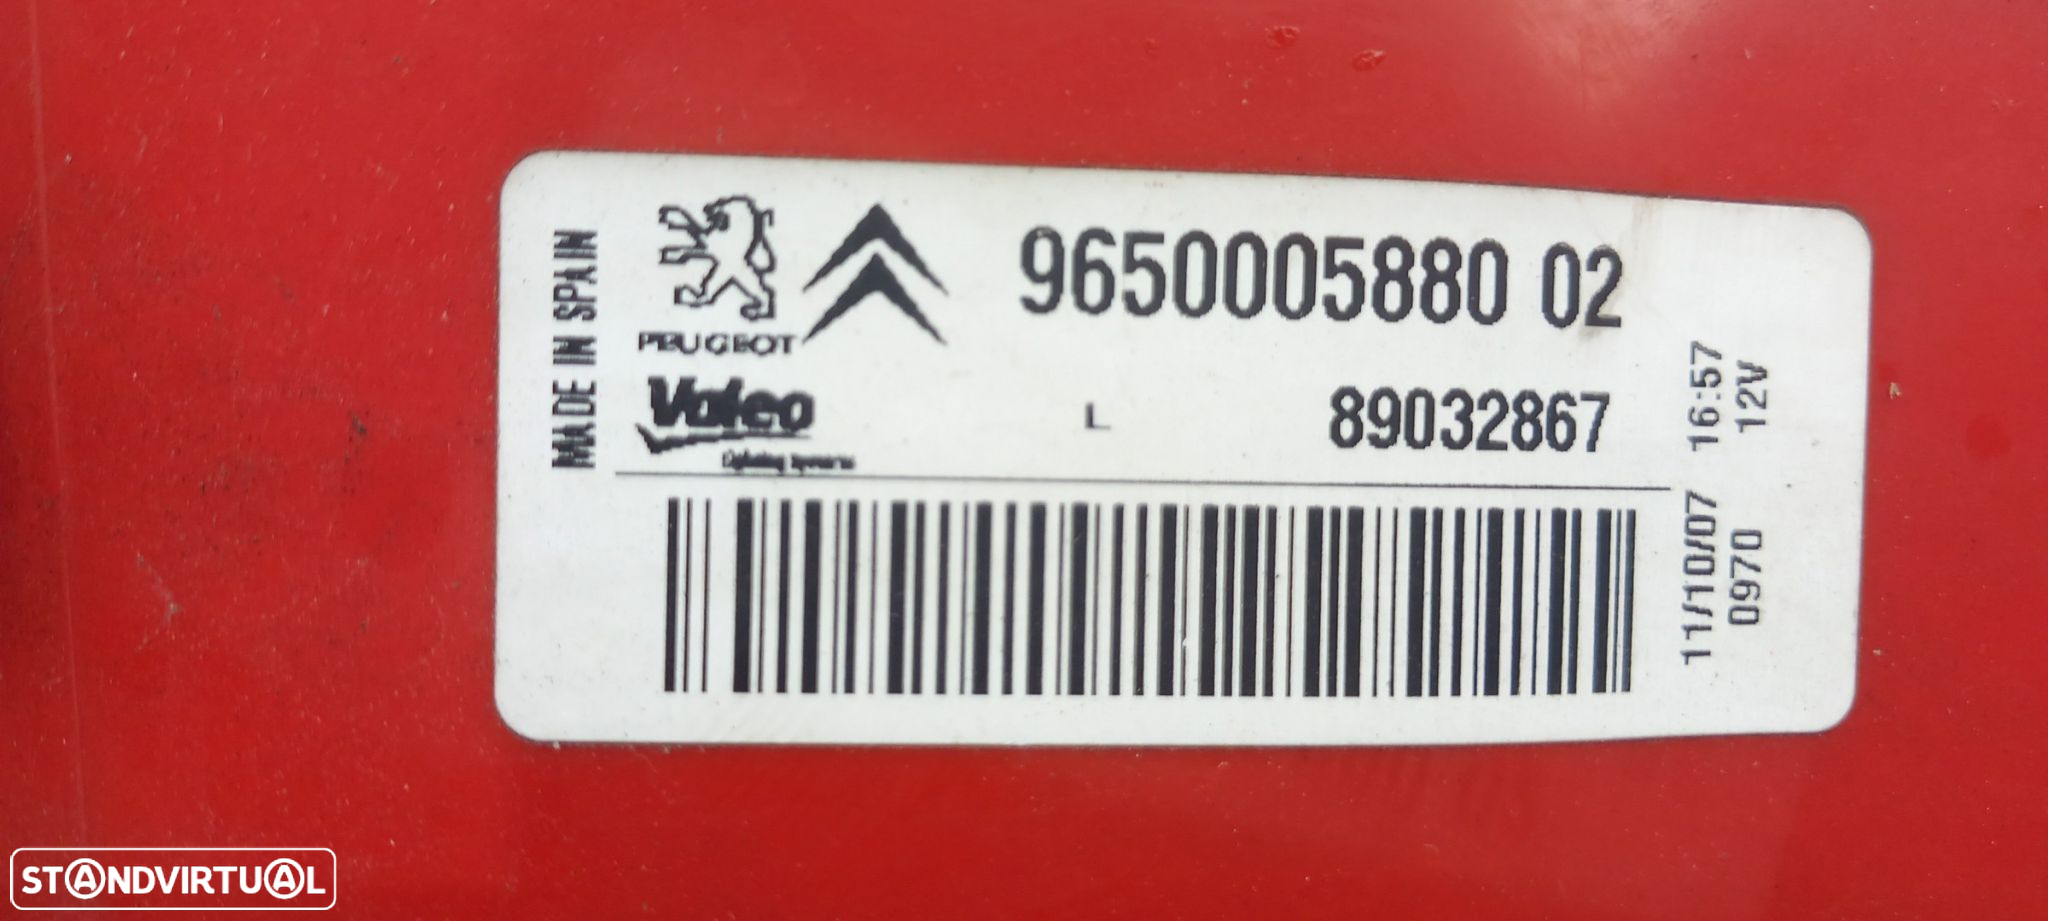 MADE IN SPAIN
PEUGEOT
9650005880 02
Valeo
L
89032867
11/10/07 16:57
0970 12V
STANDVIRTUAL